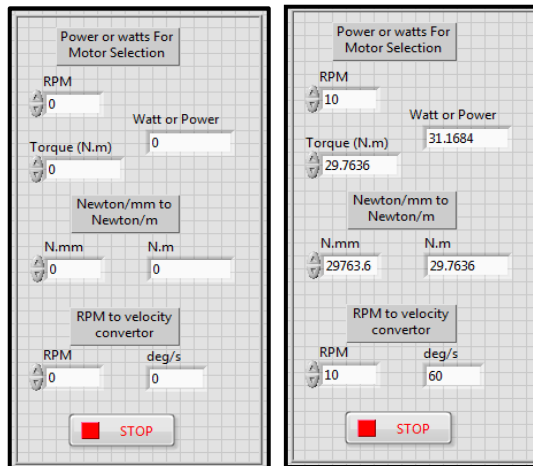 Power or watts For
Motor Selection
RPM
0
Watt or Power
0
Torque (N.m)
0
Newton/mm to
Newton/m
N.mm
N.m
0
0
RPM to velocity
convertor
RPM
deg/s
0
0
STOP
Power or watts For
Motor Selection
RPM
10
Watt or Power
31.1684
Torque (N.m)
29.7636
Newton/mm to
Newton/m
N.mm
N.m
29763.6
29.7636
RPM to velocity
convertor
RPM
deg/s
10
60
STOP